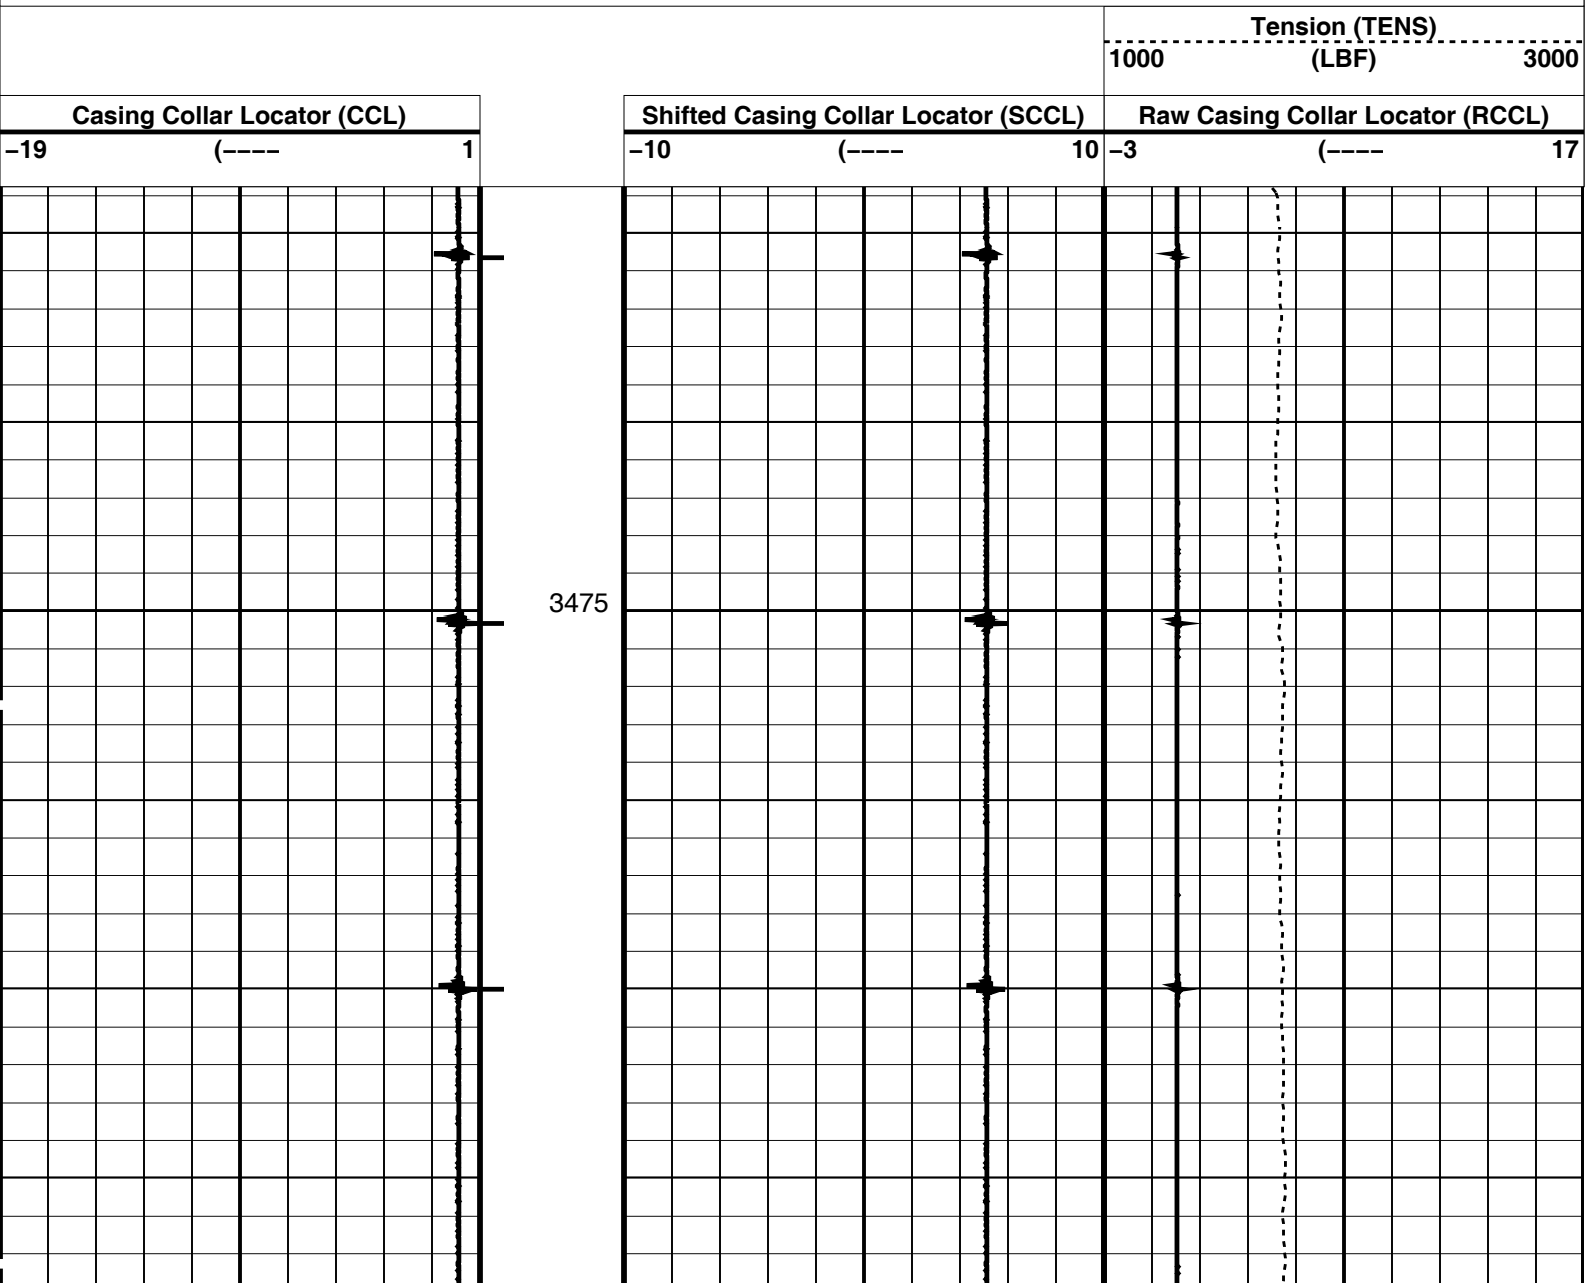 Tension (TENS)
1000 (LBF) 3000
Casing Collar Locator (CCL) Shifted Casing Collar Locator (SCCL) Raw Casing Collar Locator (RCCL)
−19 (−−−− 1 −10 (−−−− 10 −3 (−−−− 17
3475